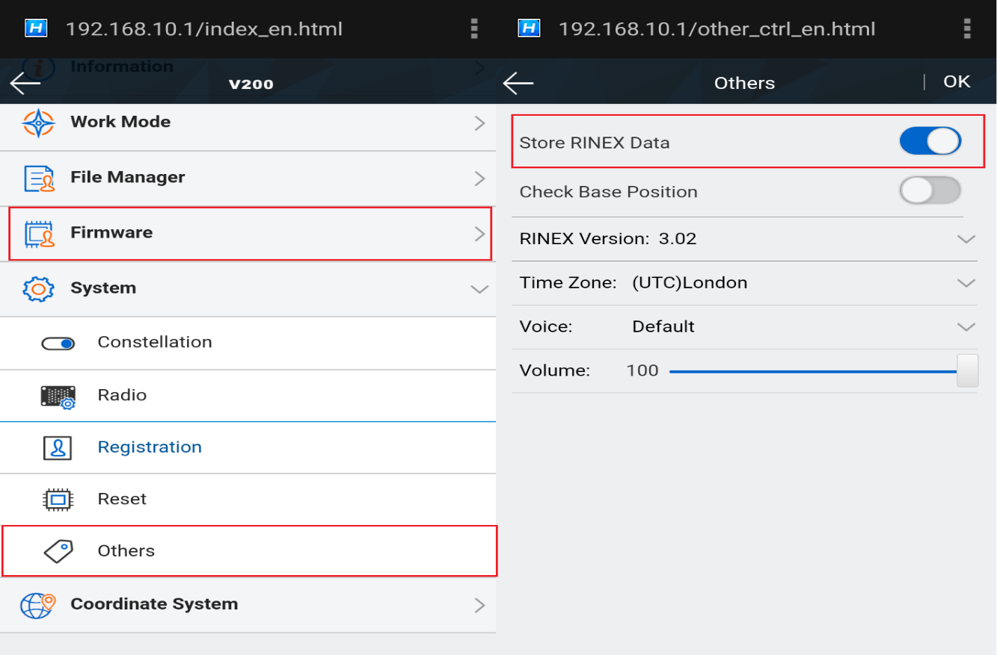 192.168.10.1/index_en.html
Information
V200
Work Mode
File Manager
Firmware
System
Constellation
Radio
Registration
Reset
Others
Coordinate System
192.168.10.1/other_ctrl_en.html
Others | OK
Store RINEX Data
Check Base Position
RINEX Version: 3.02
Time Zone: (UTC)London
Voice: Default
Volume: 100